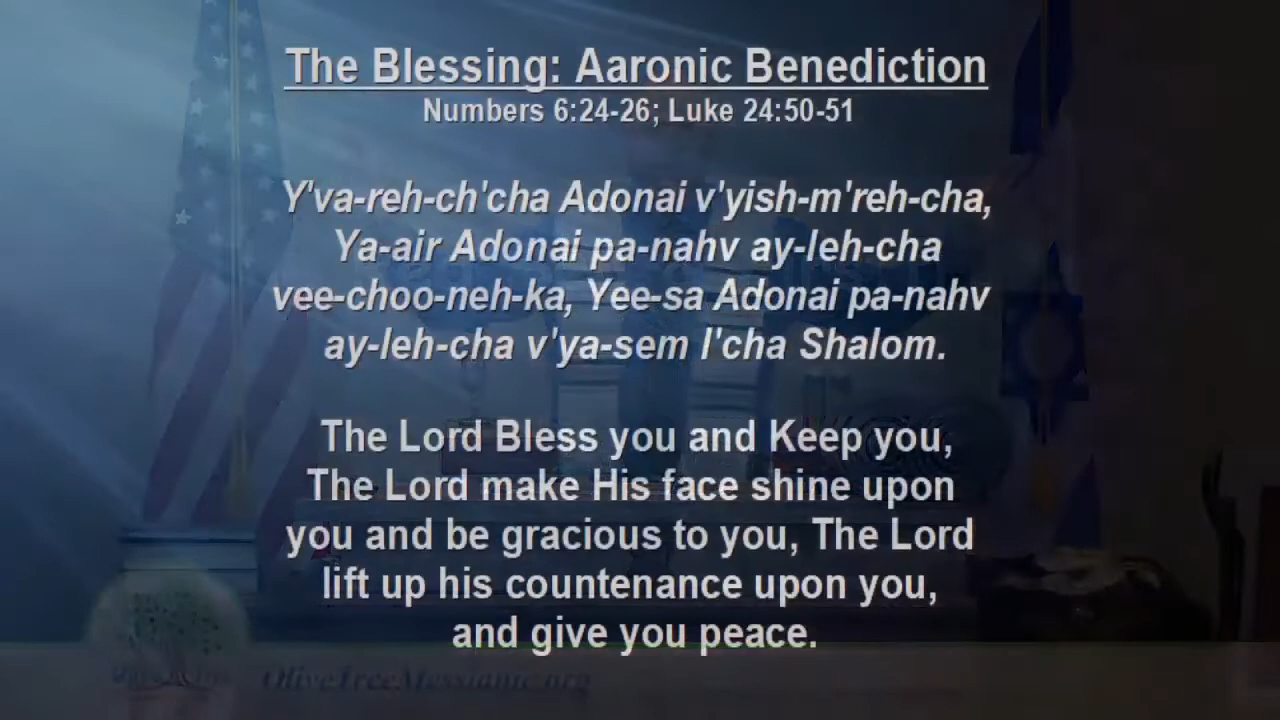 The Blessing: Aaronic Benediction
Numbers 6:24-26; Luke 24:50-51
Y'va-reh-ch'cha Adonai v'yish-m'reh-cha,
Ya-air Adonai pa-nahv ay-leh-cha
vee-choo-neh-ka, Yee-sa Adonai pa-nahv
ay-leh-cha v'ya-sem l'cha Shalom.
The Lord Bless you and Keep you,
The Lord make His face shine upon
you and be gracious to you, The Lord
lift up his countenance upon you,
and give you peace.
OliveTreeMessianic.org